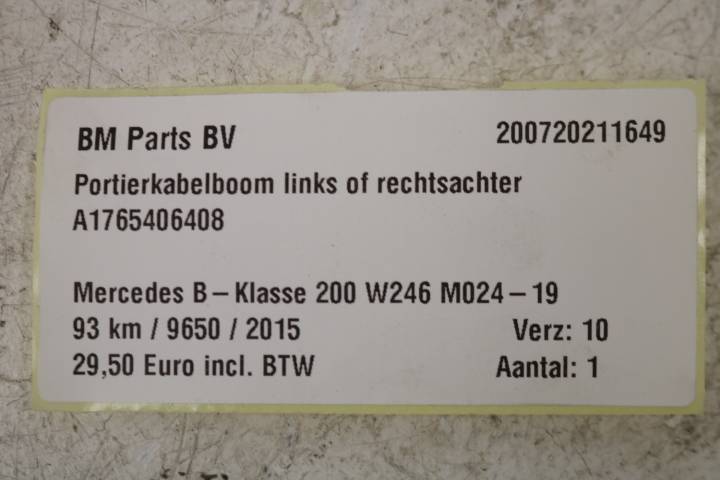 BM Parts BV 200720211649
Portierkabelboom links of rechtsachter
A1765406408
Mercedes B-Klasse 200 W246 M024-19
93 km / 9650 / 2015 Verz: 10
29,50 Euro incl. BTW Aantal: 1